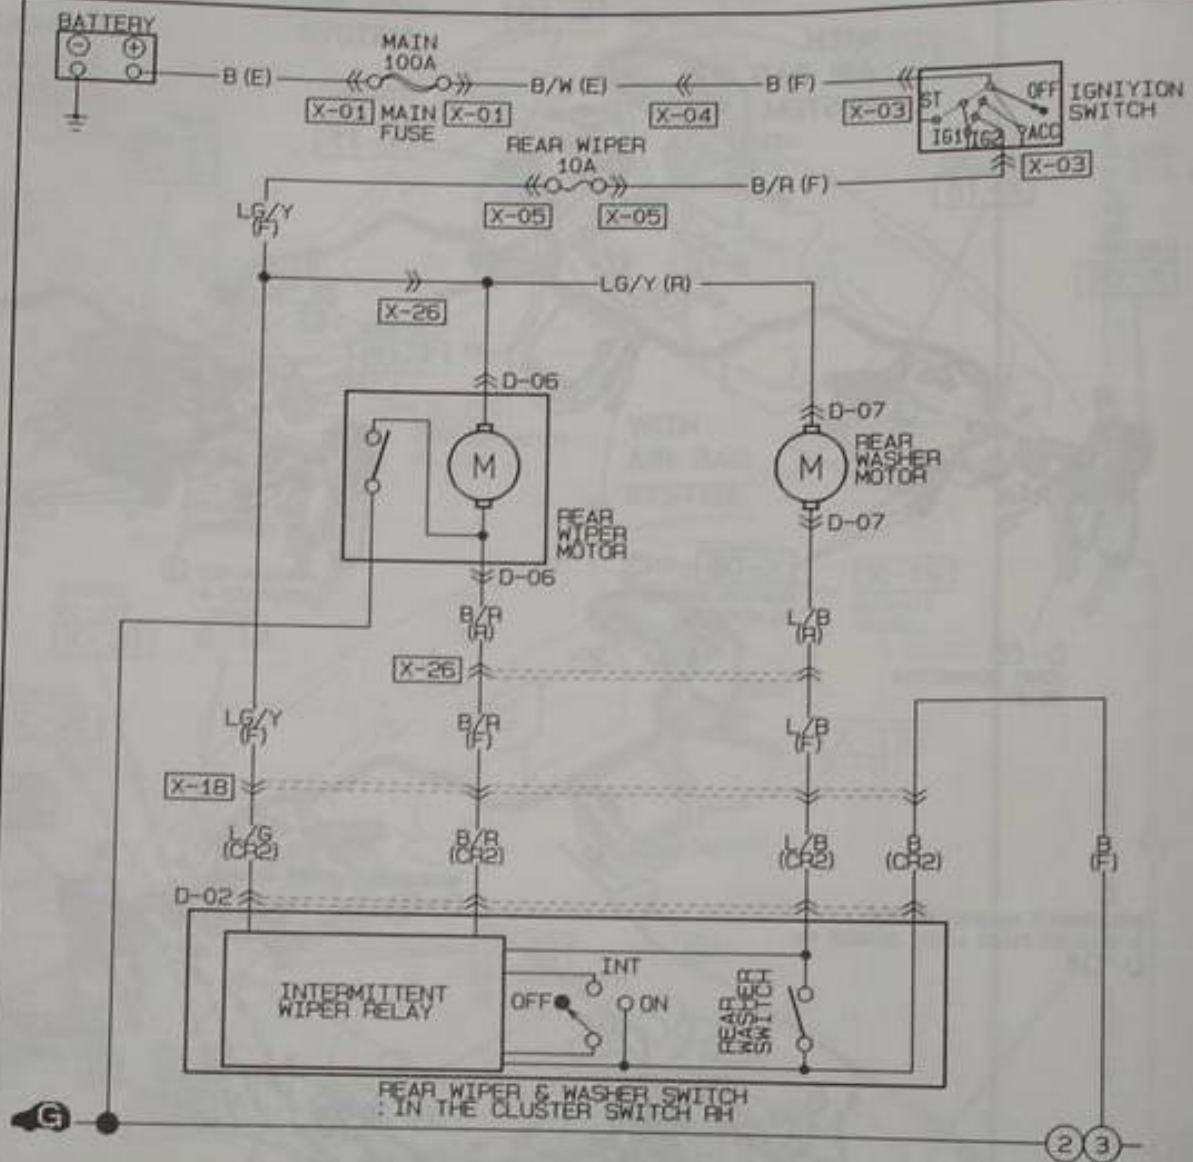 BATTERY
MAIN
100A
B (E)
B/W (E)
B (F)
OFF
IGNIYION
SWITCH
ST
IG1
IG2
ACC
X-01
MAIN
FUSE
X-01
X-04
X-03
X-03
REAR WIPER
10A
B/R (F)
X-05
X-05
LG/Y
(F)
LG/Y (R)
X-26
D-06
D-07
M
M
REAR
WASHER
MOTOR
REAR
WIPER
MOTOR
D-07
D-06
B/R
(R)
L/B
(R)
X-26
LG/Y
(F)
B/R
(F)
L/B
(F)
X-18
L/G
(CR2)
B/R
(CR2)
L/B
(CR2)
B
(CR2)
B
(F)
D-02
INTERMITTENT
WIPER RELAY
INT
OFF
ON
REAR
WASHER
SWITCH
REAR WIPER & WASHER SWITCH
: IN THE CLUSTER SWITCH RH
G
2
3